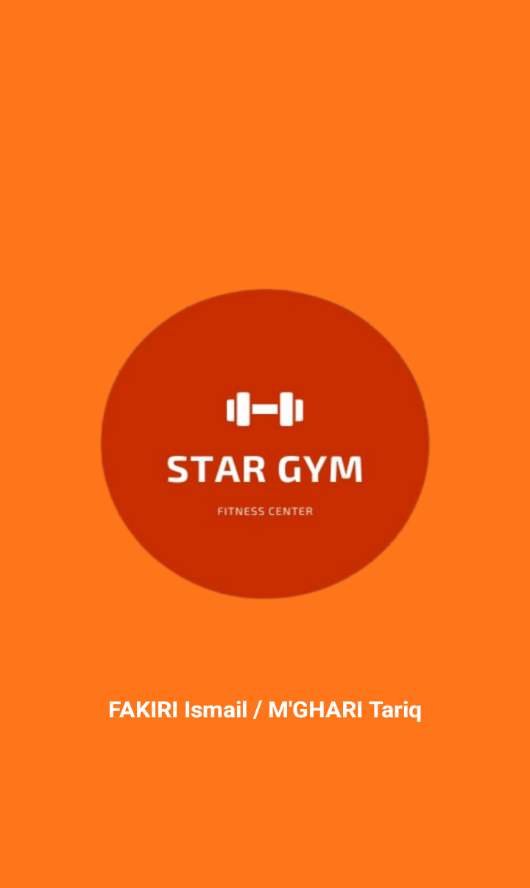 STAR GYM
FITNESS CENTER
FAKIRI Ismail / M'GHARI Tariq